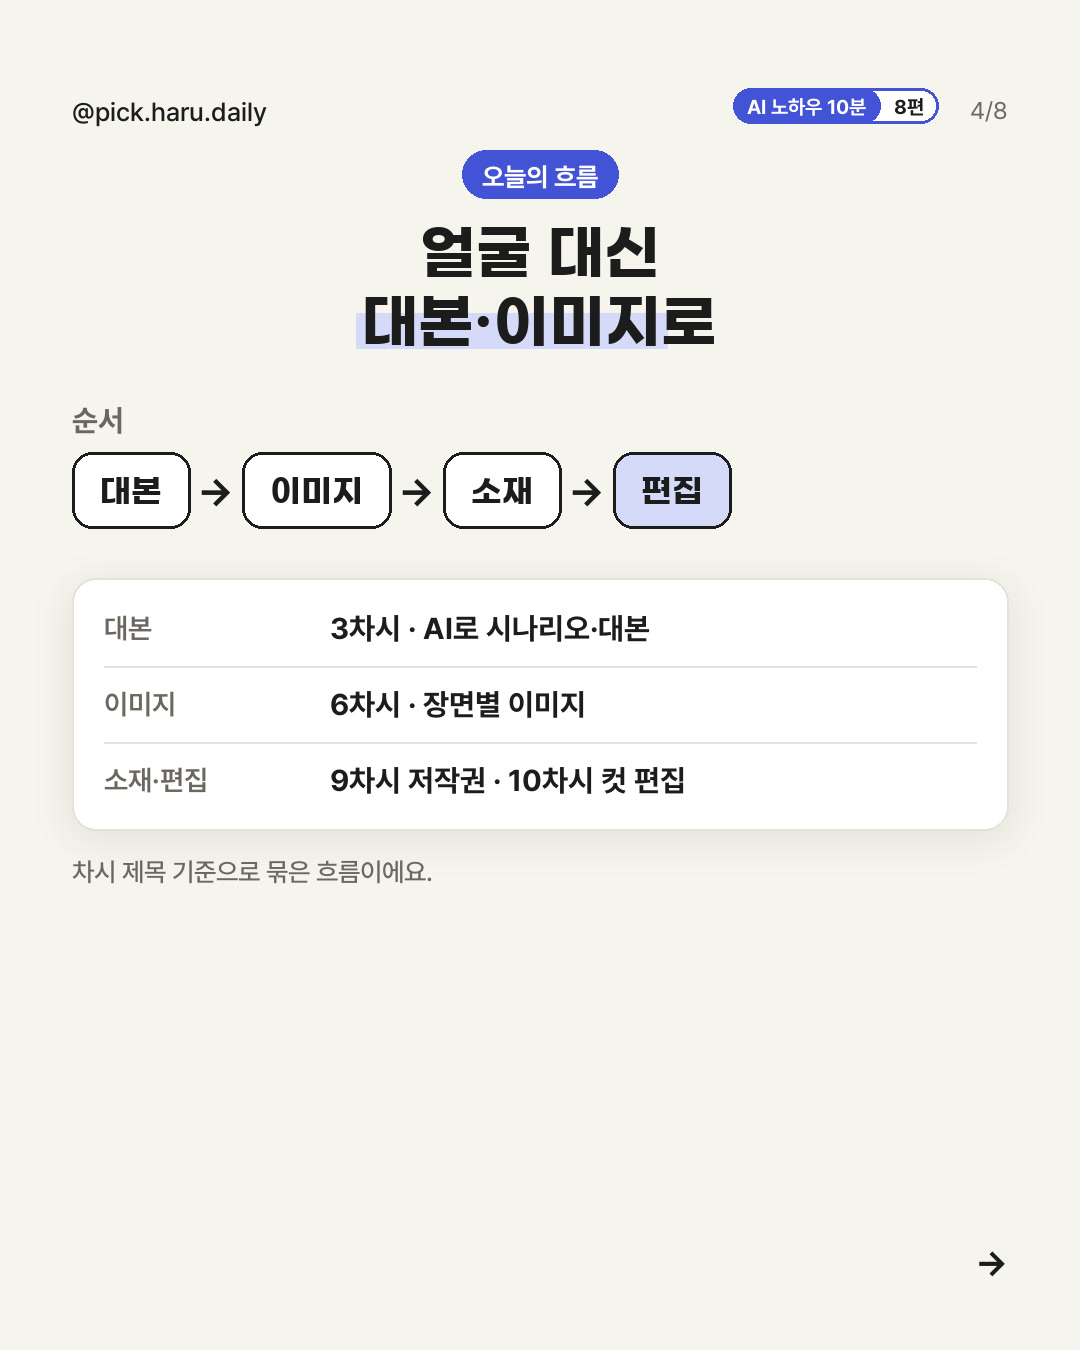 @pick.haru.daily
AI 노하우 10분 8편 4/8
오늘의 흐름
얼굴 대신
대본·이미지로
순서
대본 → 이미지 → 소재 → 편집
대본 3차시 · AI로 시나리오·대본
이미지 6차시 · 장면별 이미지
소재·편집 9차시 저작권 · 10차시 컷 편집
차시 제목 기준으로 묶은 흐름이에요.
→